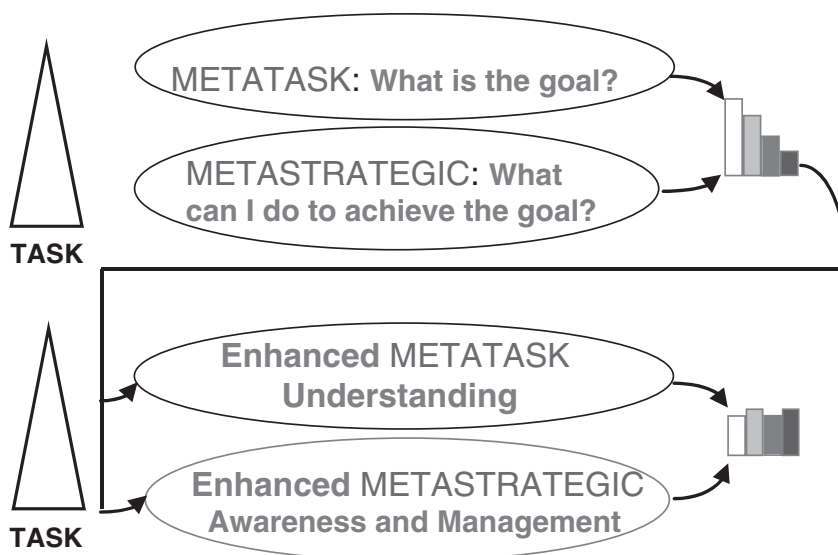 METATASK: What is the goal?
METASTRATEGIC: What
can I do to achieve the goal?
TASK
Enhanced METATASK
Understanding
Enhanced METASTRATEGIC
Awareness and Management
TASK